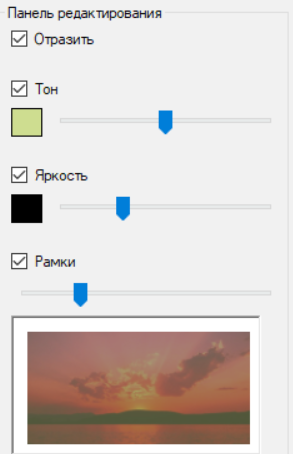 Панель редактирования
Отразить
Тон
Яркость
Рамки